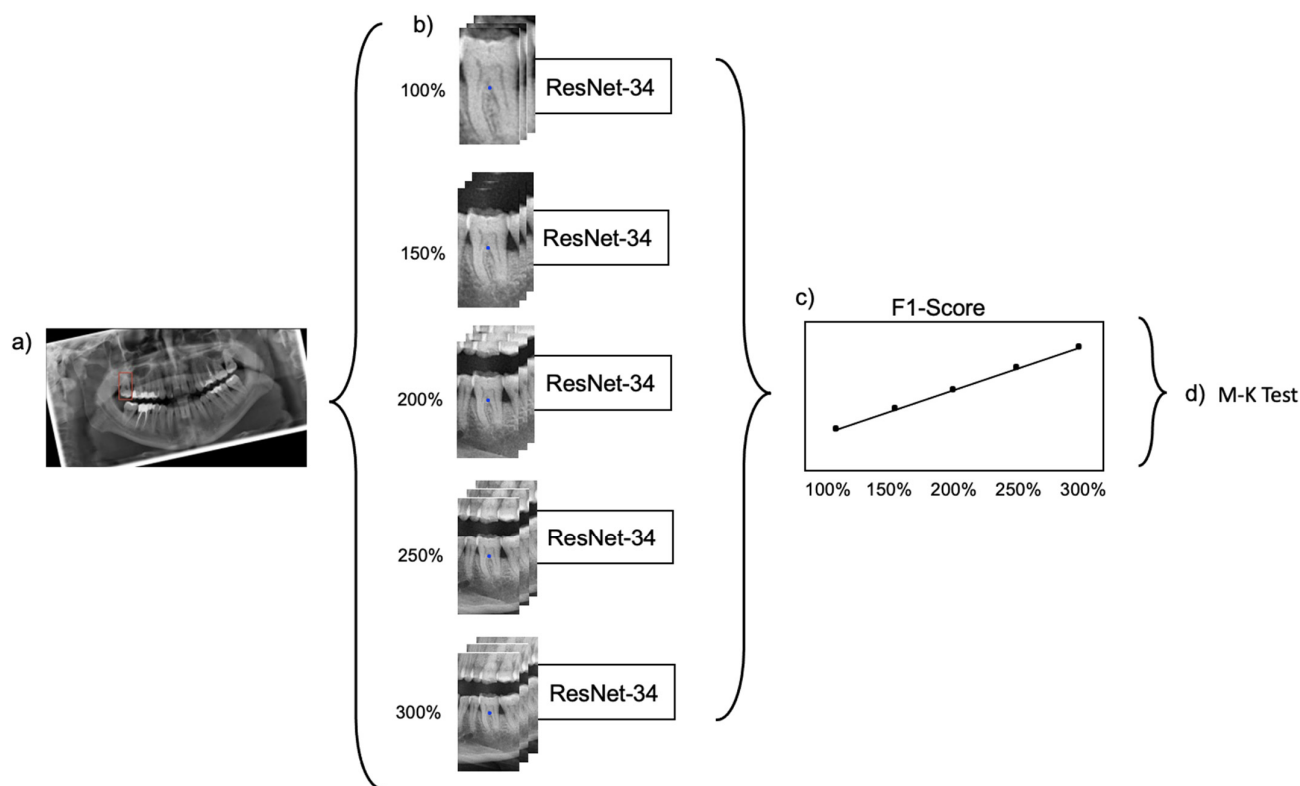 a)
b)
100%
ResNet-34
150%
ResNet-34
200%
ResNet-34
250%
ResNet-34
300%
ResNet-34
c)
F1-Score
100% 150% 200% 250% 300%
d) M-K Test